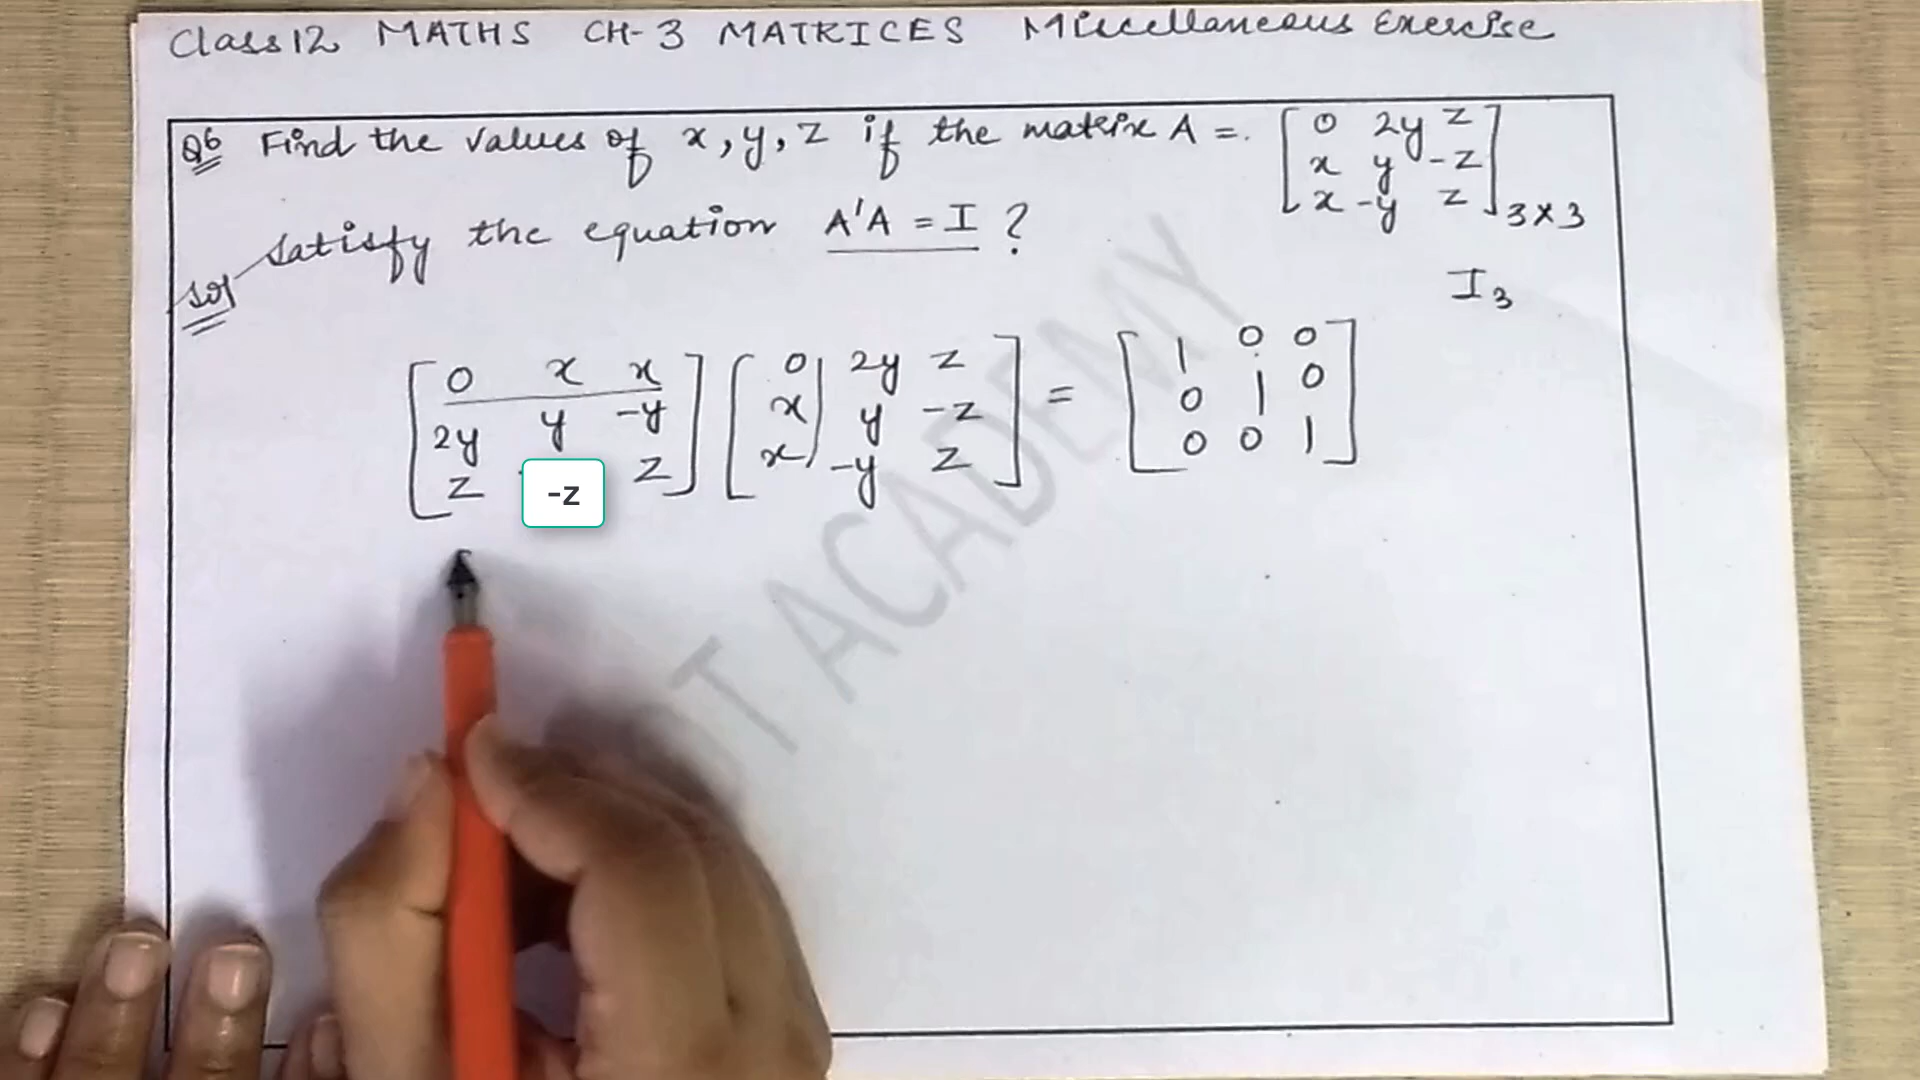 Class 12 MATHS CH-3 MATRICES Miscellaneous Exercise
Q6 Find the values of x, y, z if the matrix A = [0 2y z
x y -z
x -y z] 3×3
satisfy the equation A'A = I ?
Sol
I3
[0 x x] [0 2y z] = [1 0 0]
[2y y -y] [x y -z] [0 1 0]
[z -z z] [x -y z] [0 0 1]
T ACADEMY